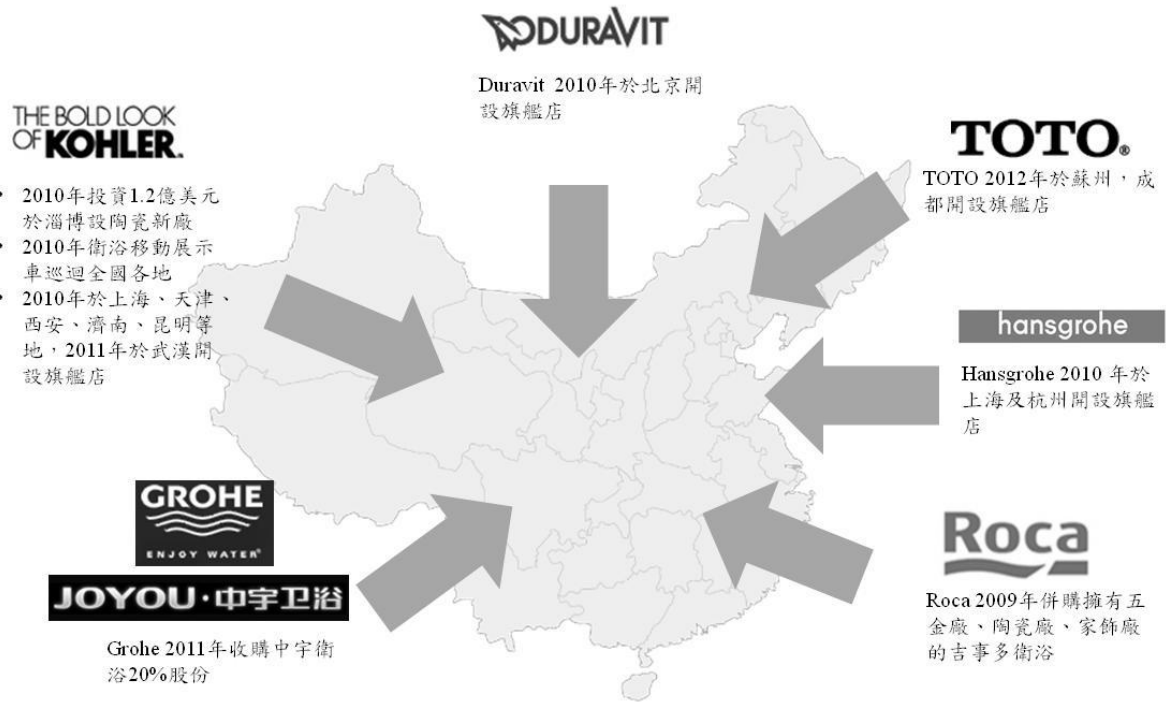 DURAVIT
Duravit 2010年於北京開
設旗艦店
THE BOLD LOOK
OF KOHLER.
• 2010年投資1.2億美元
於淄博設陶瓷新廠
• 2010年衛浴移動展示
車巡迴全國各地
• 2010年於上海、天津、
西安、濟南、昆明等
地，2011年於武漢開
設旗艦店
TOTO®
TOTO 2012年於蘇州，成
都開設旗艦店
hansgrohe
Hansgrohe 2010 年於
上海及杭州開設旗艦
店
GROHE
ENJOY WATER®
JOYOU·中宇卫浴
Grohe 2011年收購中宇衛
浴20%股份
Roca
Roca 2009年併購擁有五
金廠、陶瓷廠、家飾廠
的吉事多衛浴